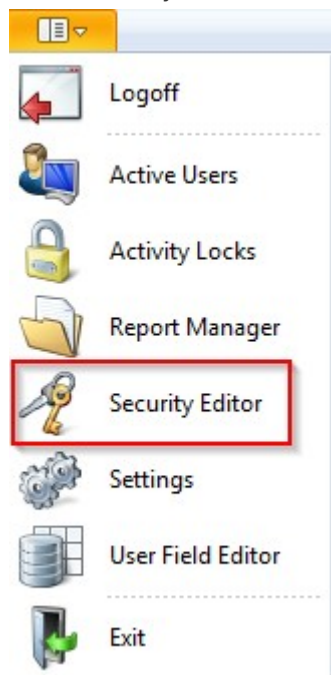 Logoff
Active Users
Activity Locks
Report Manager
Security Editor
Settings
User Field Editor
Exit